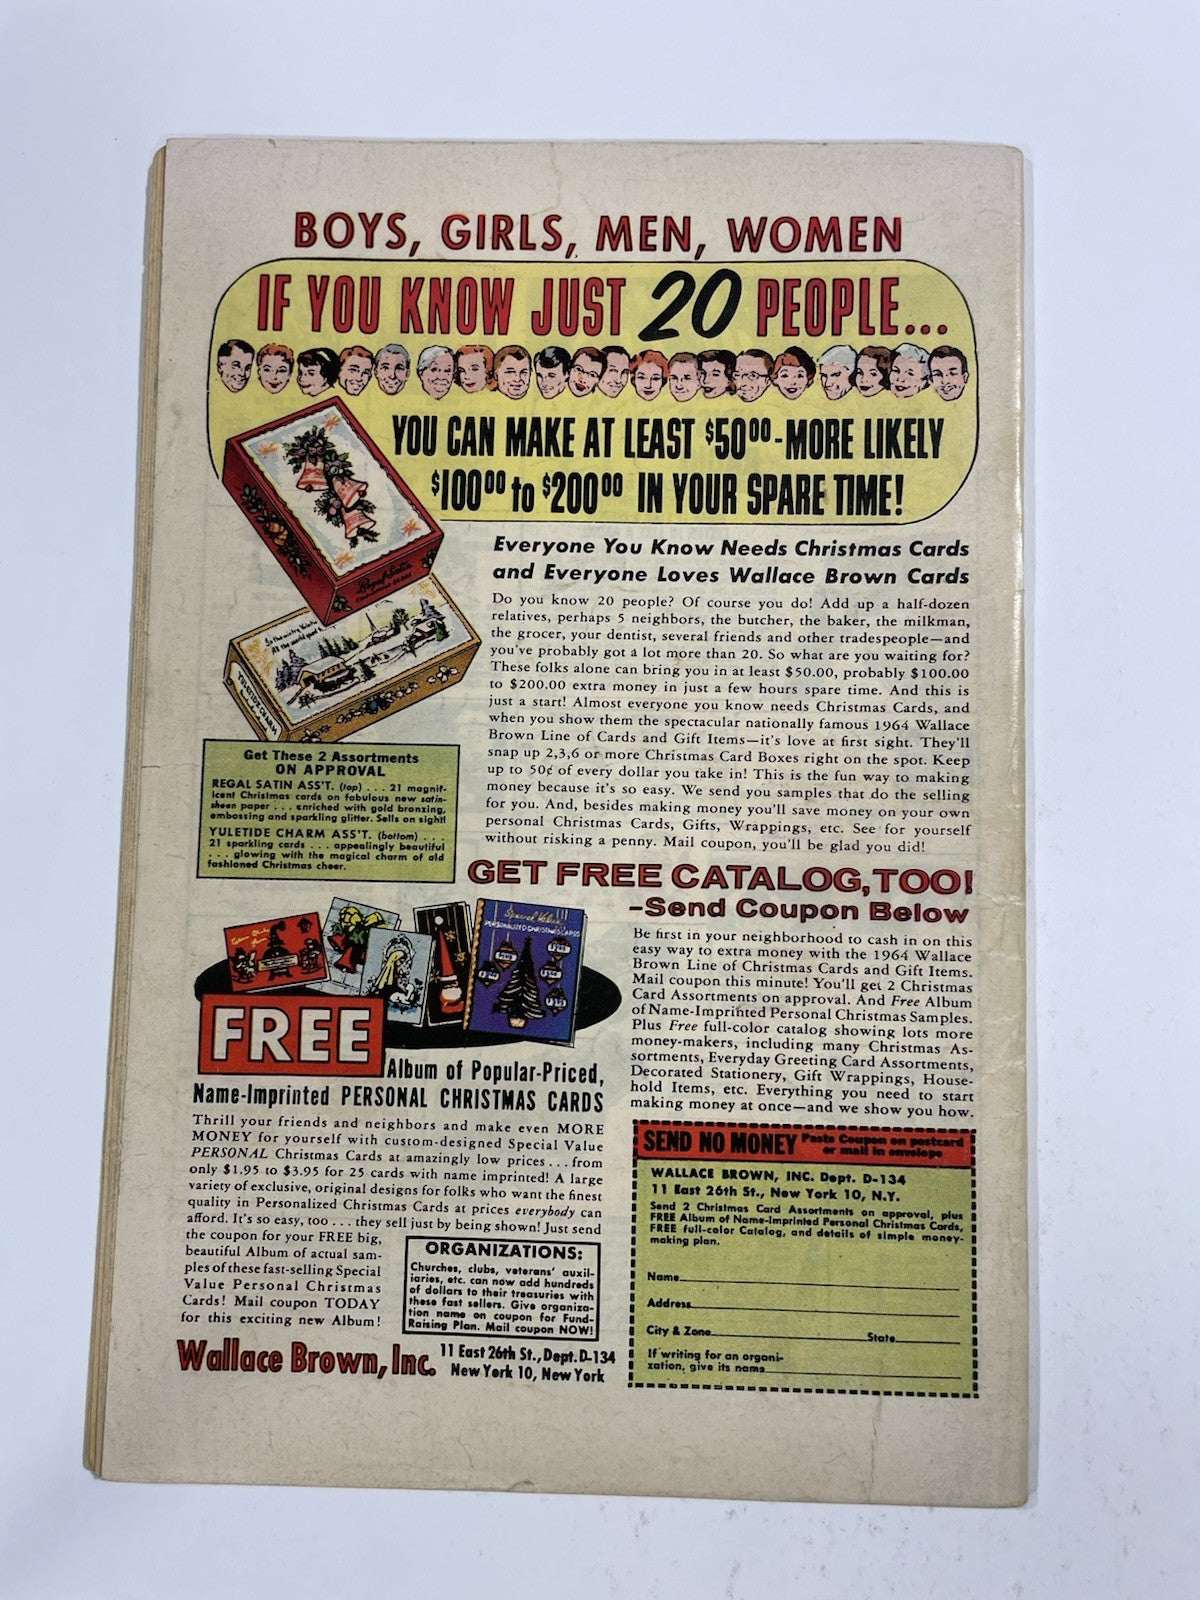 BOYS, GIRLS, MEN, WOMEN
IF YOU KNOW JUST 20 PEOPLE...
YOU CAN MAKE AT LEAST $50⁰⁰-MORE LIKELY
$100⁰⁰ to $200⁰⁰ IN YOUR SPARE TIME!
Regal Satin
YULETIDE CHARM
Everyone You Know Needs Christmas Cards
and Everyone Loves Wallace Brown Cards
Do you know 20 people? Of course you do! Add up a half-dozen
relatives, perhaps 5 neighbors, the butcher, the baker, the milkman,
the grocer, your dentist, several friends and other tradespeople—and
you've probably got a lot more than 20. So what are you waiting for?
These folks alone can bring you in at least $50.00, probably $100.00
to $200.00 extra money in just a few hours spare time. And this is
just a start! Almost everyone you know needs Christmas Cards, and
when you show them the spectacular nationally famous 1964 Wallace
Brown Line of Cards and Gift Items—it's love at first sight. They'll
snap up 2,3,6 or more Christmas Card Boxes right on the spot. Keep
up to 50¢ of every dollar you take in! This is the fun way to making
money because it's so easy. We send you samples that do the selling
for you. And, besides making money you'll save money on your own
personal Christmas Cards, Gifts, Wrappings, etc. See for yourself
without risking a penny. Mail coupon, you'll be glad you did!
Get These 2 Assortments
ON APPROVAL
REGAL SATIN ASS'T. (top) . . . 21 magnif-
icent Christmas cards on fabulous new satin-
sheen paper . . . enriched with gold bronzing,
embossing and sparkling glitter. Sells on sight!
YULETIDE CHARM ASS'T. (bottom) . . .
21 sparkling cards . . . appealingly beautiful
. . . glowing with the magical charm of old
fashioned Christmas cheer.
GET FREE CATALOG, TOO!
-Send Coupon Below
Be first in your neighborhood to cash in on this
easy way to extra money with the 1964 Wallace
Brown Line of Christmas Cards and Gift Items.
Mail coupon this minute! You'll get 2 Christmas
Card Assortments on approval. And Free Album
of Name-Imprinted Personal Christmas Samples.
Plus Free full-color catalog showing lots more
money-makers, including many Christmas As-
sortments, Everyday Greeting Card Assortments,
Decorated Stationery, Gift Wrappings, House-
hold Items, etc. Everything you need to start
making money at once—and we show you how.
Special Value
PERSONALIZED CHRISTMAS CARDS
FREE
Album of Popular-Priced,
Name-Imprinted PERSONAL CHRISTMAS CARDS
Thrill your friends and neighbors and make even MORE
MONEY for yourself with custom-designed Special Value
PERSONAL Christmas Cards at amazingly low prices . . . from
only $1.95 to $3.95 for 25 cards with name imprinted! A large
variety of exclusive, original designs for folks who want the finest
quality in Personalized Christmas Cards at prices everybody can
afford. It's so easy, too . . . they sell just by being shown! Just send
the coupon for your FREE big,
beautiful Album of actual sam-
ples of these fast-selling Special
Value Personal Christmas
Cards! Mail coupon TODAY
for this exciting new Album!
ORGANIZATIONS:
Churches, clubs, veterans' auxil-
iaries, etc. can now add hundreds
of dollars to their treasuries with
these fast sellers. Give organiza-
tion name on coupon for Fund-
Raising Plan. Mail coupon NOW!
Wallace Brown, Inc. 11 East 26th St., Dept. D-134
New York 10, New York
SEND NO MONEY Paste Coupon on postcard
or mail in envelope
WALLACE BROWN, INC. Dept. D-134
11 East 26th St., New York 10, N.Y.
Send 2 Christmas Card Assortments on approval, plus
FREE Album of Name-Imprinted Personal Christmas Cards,
FREE full-color Catalog, and details of simple money-
making plan.
Name
Address
City & Zone State
If writing for an organi-
zation, give its name